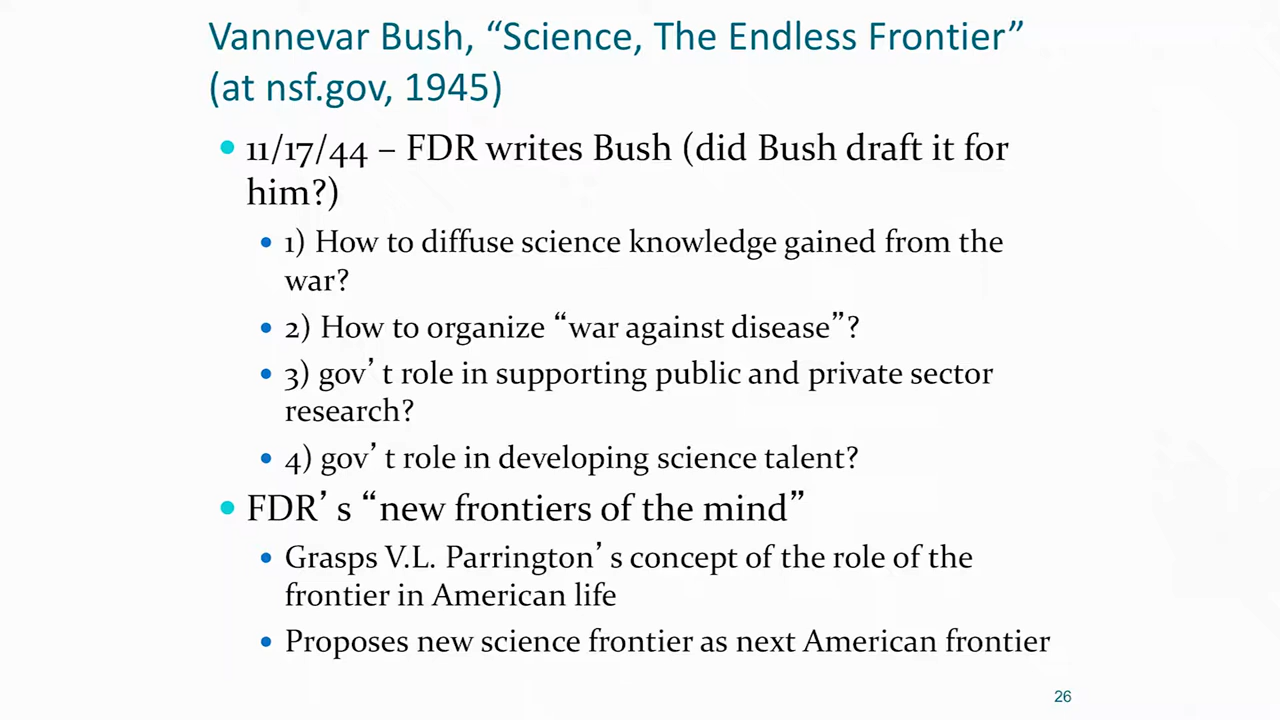 Vannevar Bush, “Science, The Endless Frontier”
(at nsf.gov, 1945)
• 11/17/44 – FDR writes Bush (did Bush draft it for
him?)
• 1) How to diffuse science knowledge gained from the
war?
• 2) How to organize “war against disease”?
• 3) gov’ t role in supporting public and private sector
research?
• 4) gov’ t role in developing science talent?
• FDR’ s “new frontiers of the mind”
• Grasps V.L. Parrington’ s concept of the role of the
frontier in American life
• Proposes new science frontier as next American frontier
26